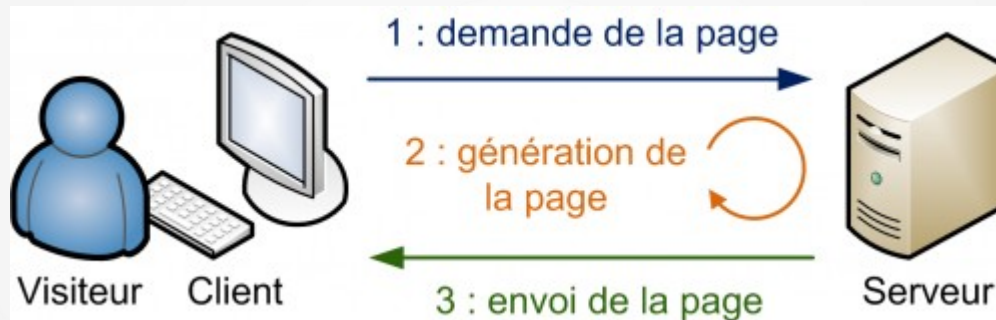 1 : demande de la page
2 : génération de
la page
3 : envoi de la page
Visiteur
Client
Serveur